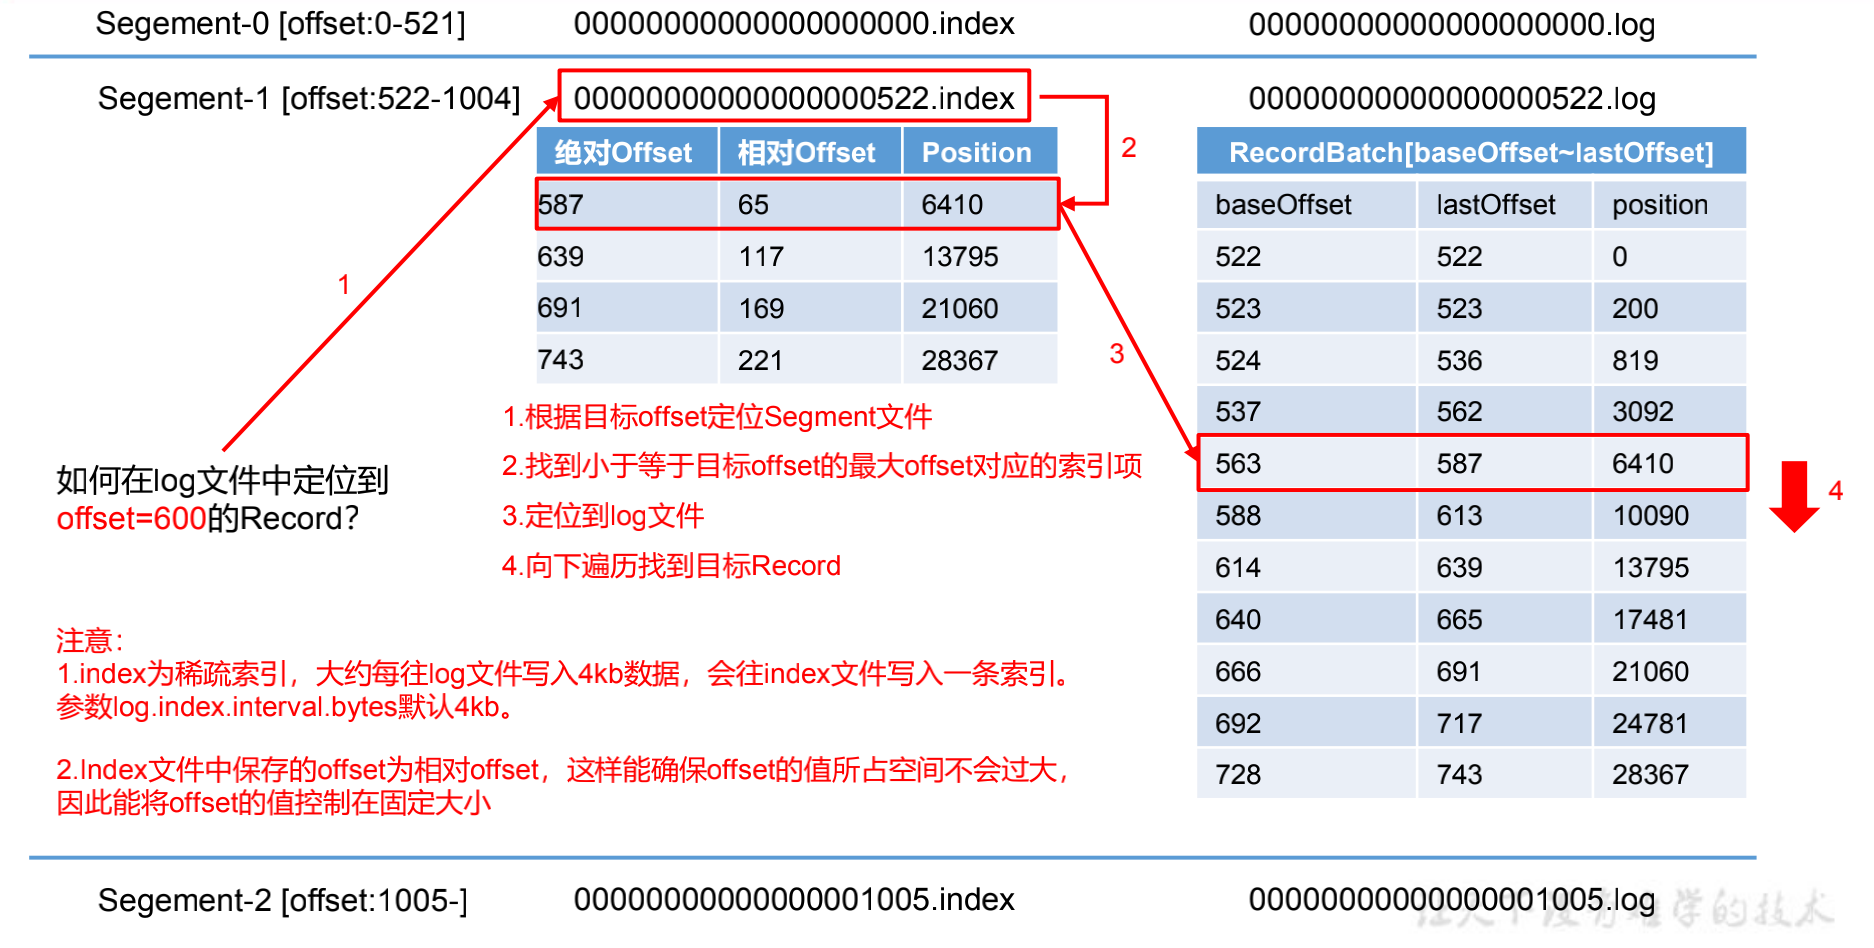 Segement-0 [offset:0-521] 00000000000000000000.index 00000000000000000000.log
Segement-1 [offset:522-1004] 00000000000000000522.index 00000000000000000522.log
绝对Offset 相对Offset Position
587 65 6410
639 117 13795
691 169 21060
743 221 28367
RecordBatch[baseOffset~lastOffset]
baseOffset lastOffset position
522 522 0
523 523 200
524 536 819
537 562 3092
563 587 6410
588 613 10090
614 639 13795
640 665 17481
666 691 21060
692 717 24781
728 743 28367
1
2
3
4
1.根据目标offset定位Segment文件
2.找到小于等于目标offset的最大offset对应的索引项
3.定位到log文件
4.向下遍历找到目标Record
如何在log文件中定位到
offset=600的Record？
注意：
1.index为稀疏索引，大约每往log文件写入4kb数据，会往index文件写入一条索引。
参数log.index.interval.bytes默认4kb。
2.Index文件中保存的offset为相对offset，这样能确保offset的值所占空间不会过大，
因此能将offset的值控制在固定大小
Segement-2 [offset:1005-] 00000000000000001005.index 00000000000000001005.log
让天下没有难学的技术